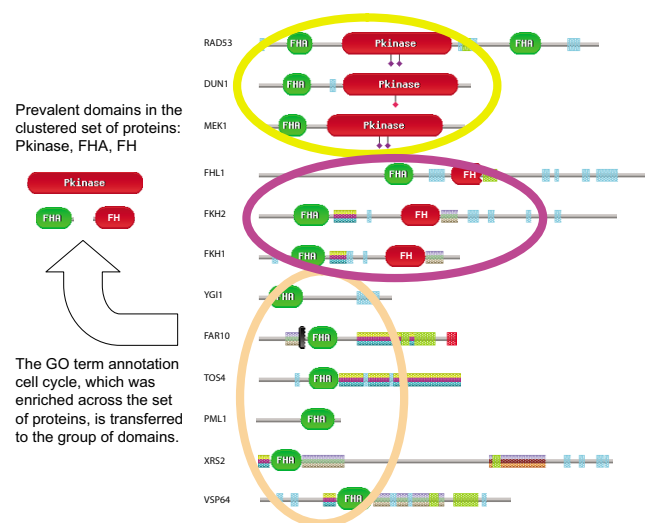 RAD53
FHA
Pkinase
FHA
DUN1
FHA
Pkinase
MEK1
FHA
Pkinase
Prevalent domains in the
clustered set of proteins:
Pkinase, FHA, FH
Pkinase
FHA
FH
FHL1
FHA
FH
FKH2
FHA
FH
FKH1
FHA
FH
YGI1
FHA
FAR10
FHA
TOS4
FHA
PML1
FHA
XRS2
FHA
VSP64
FHA
The GO term annotation
cell cycle, which was
enriched across the set
of proteins, is transferred
to the group of domains.